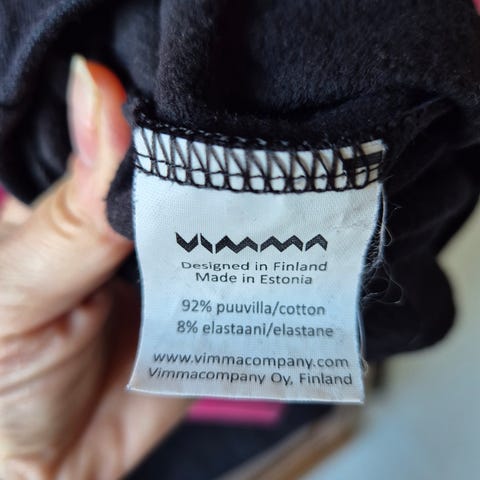 VIMMA
Designed in Finland
Made in Estonia
92% puuvilla/cotton
8% elastaani/elastane
www.vimmacompany.com
Vimmacompany Oy, Finland